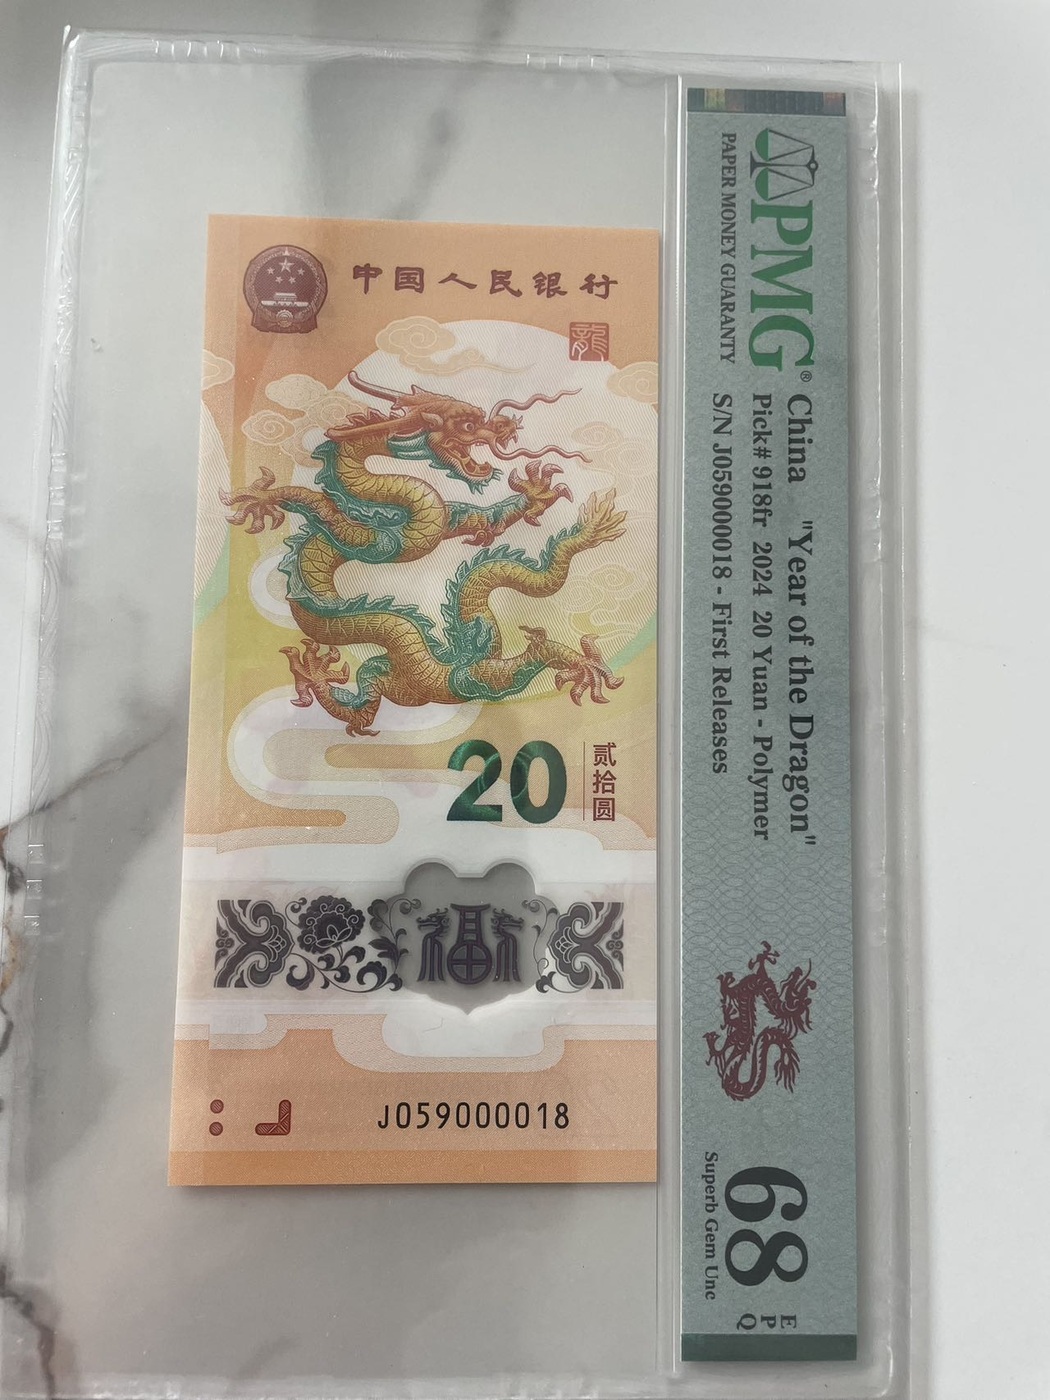 中国人民银行
龍
20
贰拾圆
福
J059000018
PMG®
PAPER MONEY GUARANTY
China "Year of the Dragon"
Pick# 918fr 2024 20 Yuan - Polymer
S/N J059000018 - First Releases
68
EPQ
Superb Gem Unc